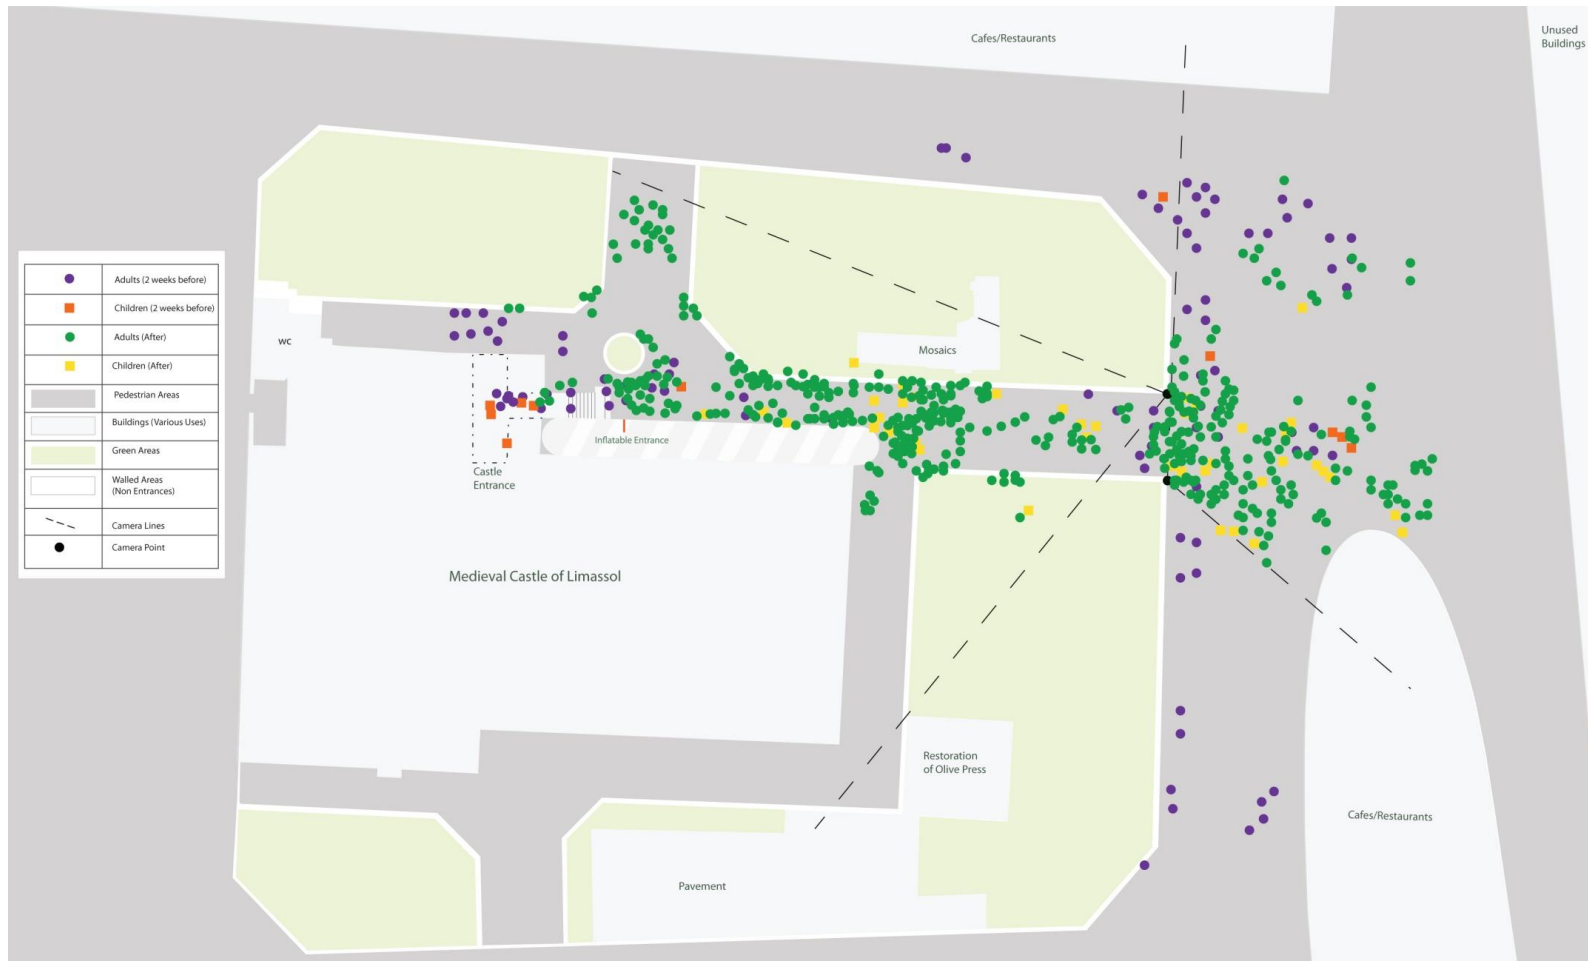 Cafes/Restaurants
Unused
Buildings
Adults (2 weeks before)
Children (2 weeks before)
Adults (After)
Children (After)
Pedestrian Areas
Buildings (Various Uses)
Green Areas
Walled Areas
(Non Entrances)
Camera Lines
Camera Point
WC
Mosaics
Inflatable Entrance
Castle
Entrance
Medieval Castle of Limassol
Restoration
of Olive Press
Cafes/Restaurants
Pavement